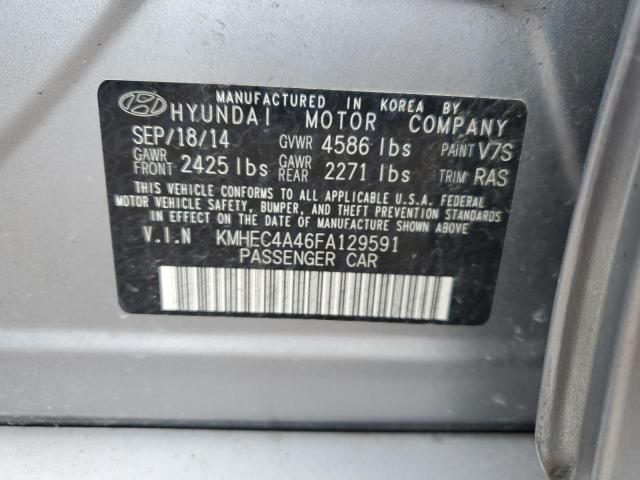 MANUFACTURED IN KOREA BY
HYUNDAI MOTOR COMPANY
SEP/18/14 GVWR 4586 lbs PAINT V7S
GAWR FRONT 2425 lbs GAWR REAR 2271 lbs TRIM RAS
THIS VEHICLE CONFORMS TO ALL APPLICABLE U.S.A. FEDERAL
MOTOR VEHICLE SAFETY, BUMPER, AND THEFT PREVENTION STANDARDS
IN EFFECT ON THE DATE OF MANUFACTURE SHOWN ABOVE.
V.I.N KMHEC4A46FA129591
PASSENGER CAR